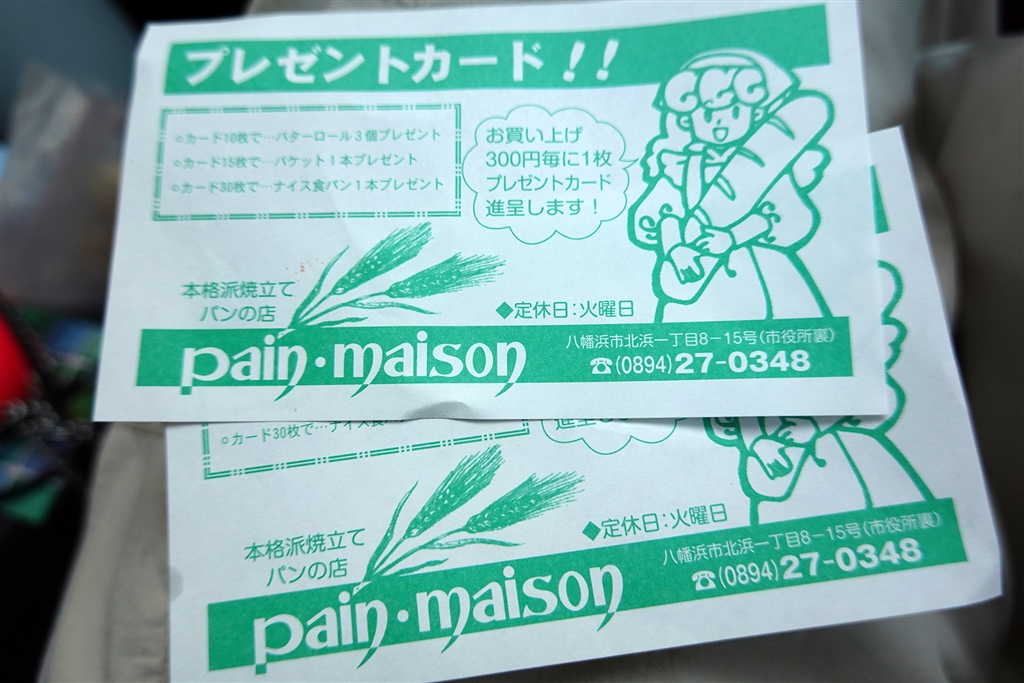 プレゼントカード!!
○カード10枚で…バターロール3個プレゼント
○カード15枚で…バケット1本プレゼント
○カード30枚で…ナイス食パン1本プレゼント
お買い上げ
300円毎に1枚
プレゼントカード
進呈します!
本格派焼立て
パンの店
◆定休日:火曜日
pain・maison
八幡浜市北浜一丁目8-15号(市役所裏)
☎(0894)27-0348
○カード30枚で…ナイス食
進呈し
本格派焼立て
パンの店
◆定休日:火曜日
pain・maison
八幡浜市北浜一丁目8-15号(市役所裏)
☎(0894)27-0348